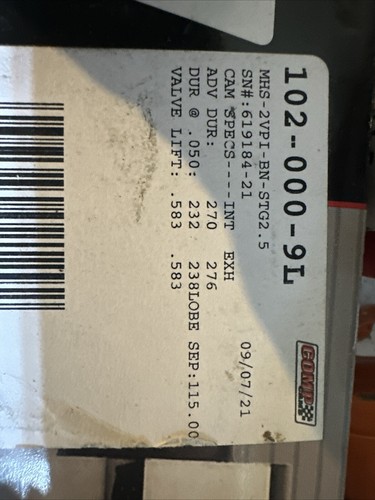 102-000-9L
COMP
MHS-2VPI-BN-STG2.5
SN#:619184-21 09/07/21
CAM SPECS----INT EXH
ADV DUR: 270 276
DUR @ .050: 232 238LOBE SEP:115.00
VALVE LIFT: .583 .583